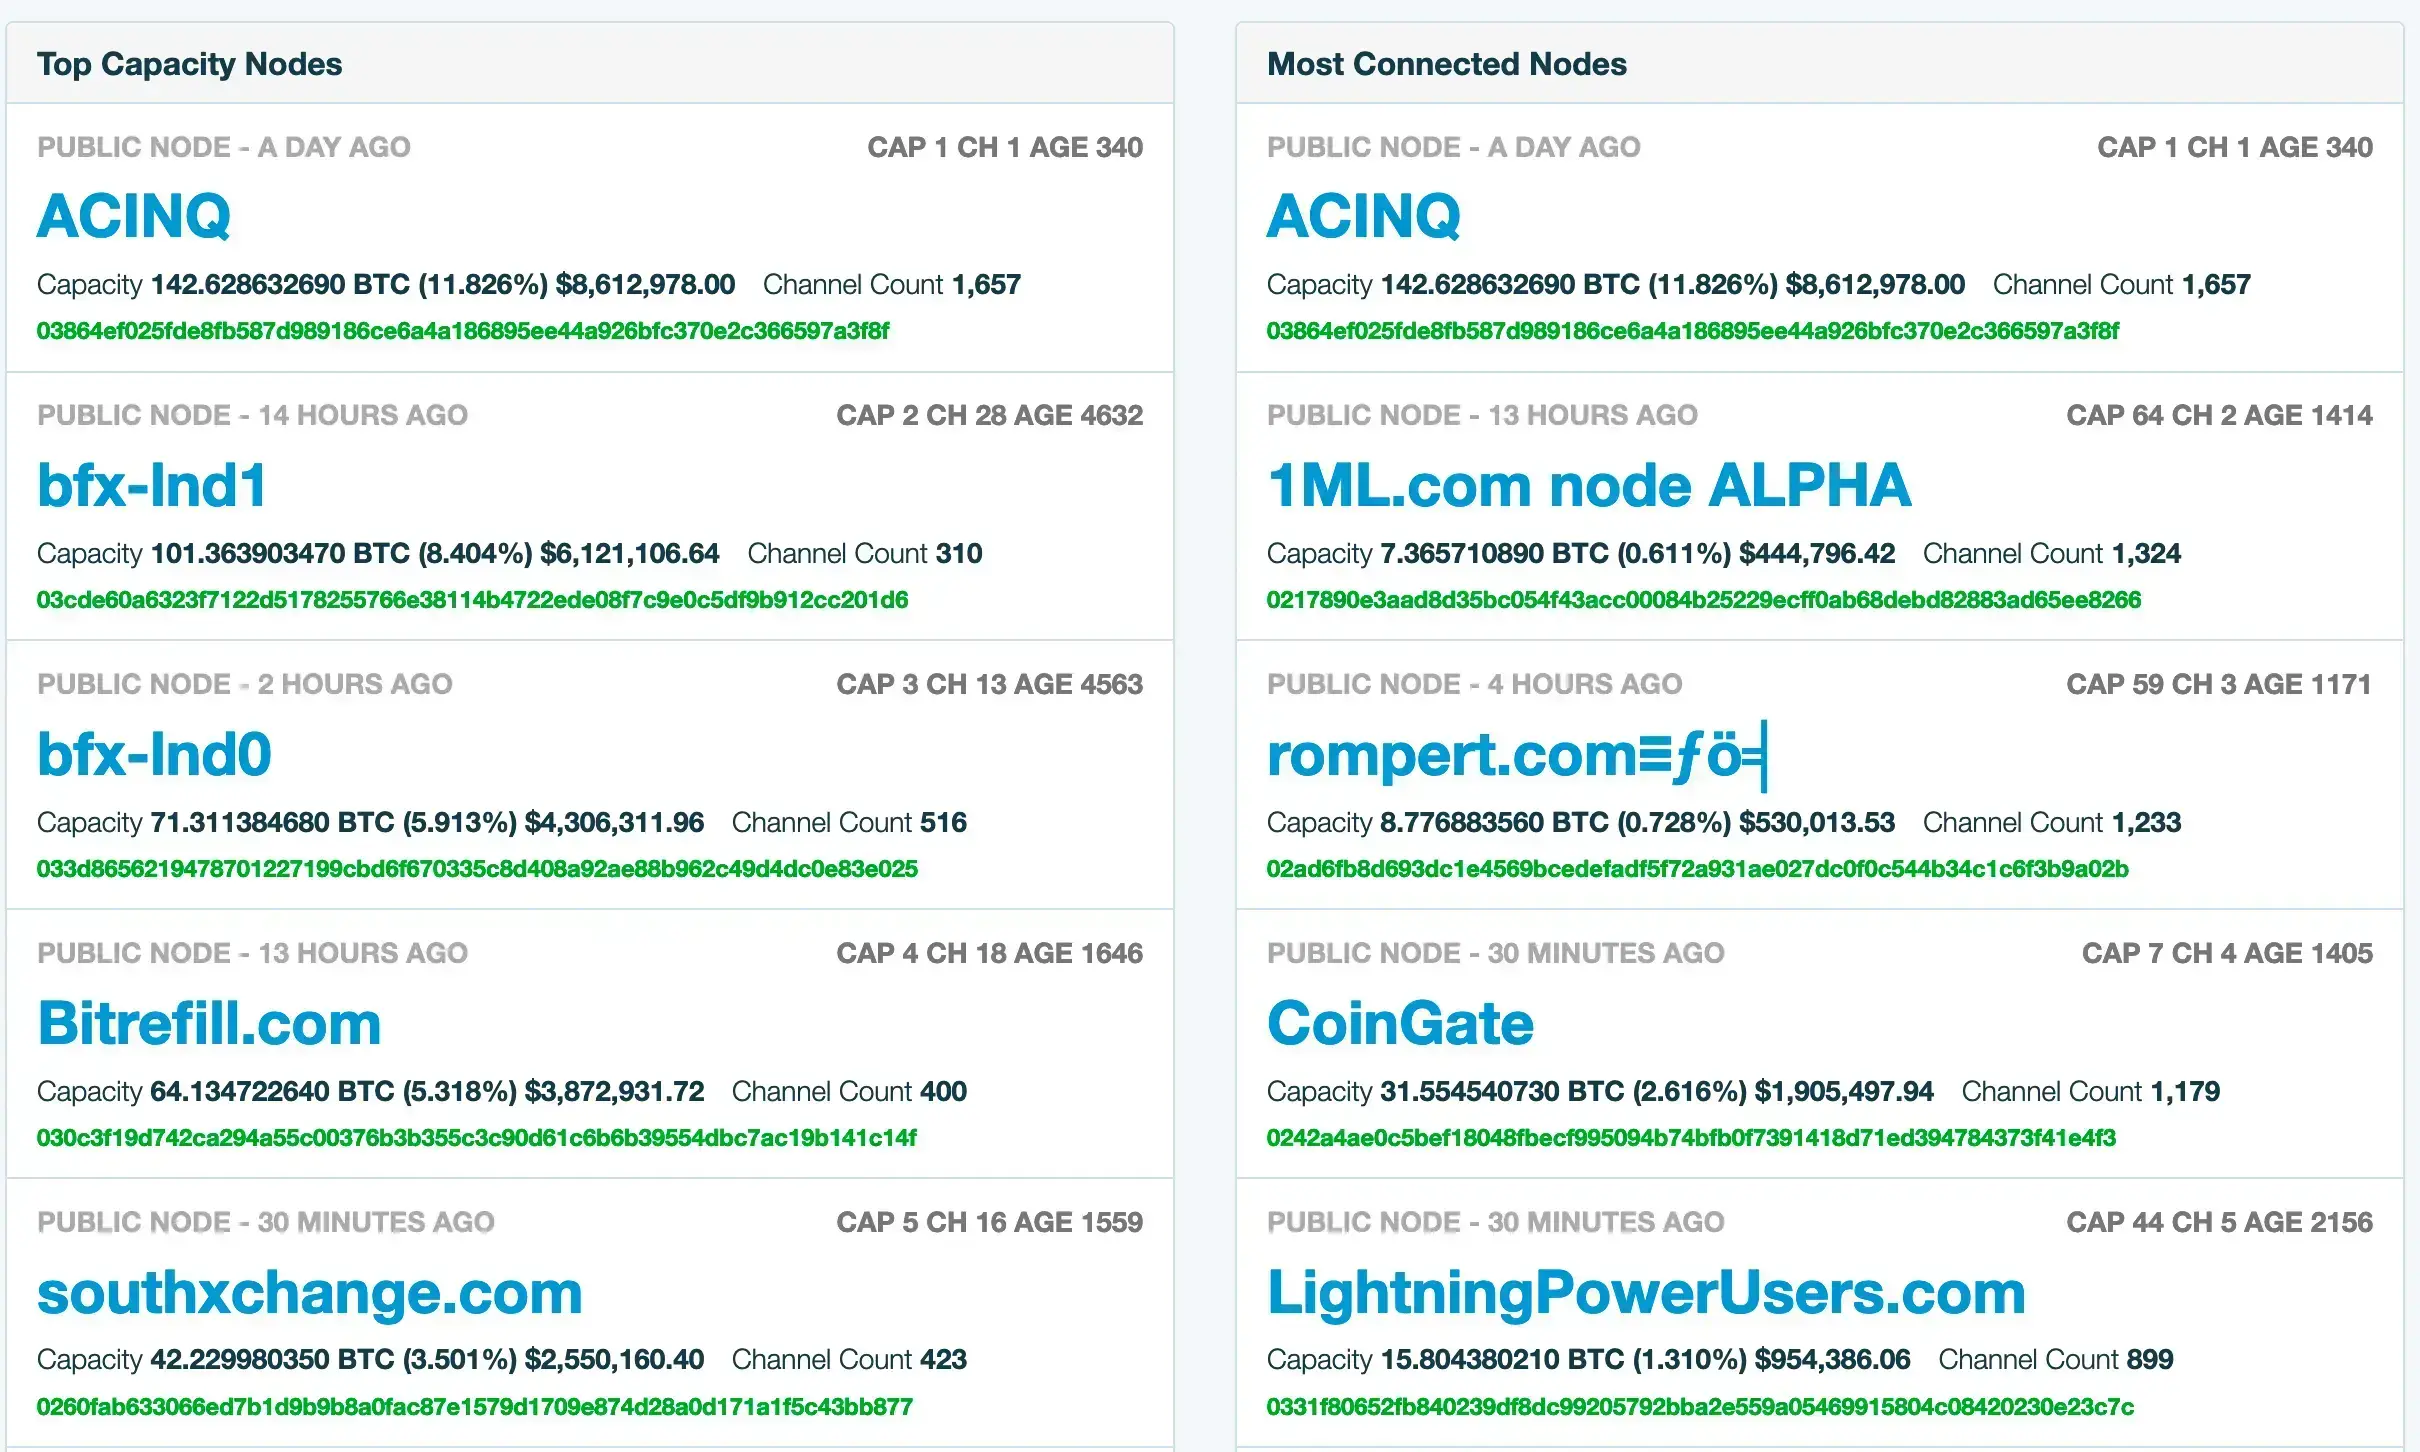 Top Capacity Nodes
PUBLIC NODE - A DAY AGO CAP 1 CH 1 AGE 340
ACINQ
Capacity 142.628632690 BTC (11.826%) $8,612,978.00 Channel Count 1,657
03864ef025fde8fb587d989186ce6a4a186895ee44a926bfc370e2c366597a3f8f
PUBLIC NODE - 14 HOURS AGO CAP 2 CH 28 AGE 4632
bfx-lnd1
Capacity 101.363903470 BTC (8.404%) $6,121,106.64 Channel Count 310
03cde60a6323f7122d5178255766e38114b4722ede08f7c9e0c5df9b912cc201d6
PUBLIC NODE - 2 HOURS AGO CAP 3 CH 13 AGE 4563
bfx-lnd0
Capacity 71.311384680 BTC (5.913%) $4,306,311.96 Channel Count 516
033d8656219478701227199cbd6f670335c8d408a92ae88b962c49d4dc0e83e025
PUBLIC NODE - 13 HOURS AGO CAP 4 CH 18 AGE 1646
Bitrefill.com
Capacity 64.134722640 BTC (5.318%) $3,872,931.72 Channel Count 400
030c3f19d742ca294a55c00376b3b355c3c90d61c6b6b39554dbc7ac19b141c14f
PUBLIC NODE - 30 MINUTES AGO CAP 5 CH 16 AGE 1559
southxchange.com
Capacity 42.229980350 BTC (3.501%) $2,550,160.40 Channel Count 423
0260fab633066ed7b1d9b9b8a0fac87e1579d1709e874d28a0d171a1f5c43bb877
Most Connected Nodes
PUBLIC NODE - A DAY AGO CAP 1 CH 1 AGE 340
ACINQ
Capacity 142.628632690 BTC (11.826%) $8,612,978.00 Channel Count 1,657
03864ef025fde8fb587d989186ce6a4a186895ee44a926bfc370e2c366597a3f8f
PUBLIC NODE - 13 HOURS AGO CAP 64 CH 2 AGE 1414
1ML.com node ALPHA
Capacity 7.365710890 BTC (0.611%) $444,796.42 Channel Count 1,324
0217890e3aad8d35bc054f43acc00084b25229ecff0ab68debd82883ad65ee8266
PUBLIC NODE - 4 HOURS AGO CAP 59 CH 3 AGE 1171
rompert.com≡ƒö╡
Capacity 8.776883560 BTC (0.728%) $530,013.53 Channel Count 1,233
02ad6fb8d693dc1e4569bcedefadf5f72a931ae027dc0f0c544b34c1c6f3b9a02b
PUBLIC NODE - 30 MINUTES AGO CAP 7 CH 4 AGE 1405
CoinGate
Capacity 31.554540730 BTC (2.616%) $1,905,497.94 Channel Count 1,179
0242a4ae0c5bef18048fbecf995094b74bfb0f7391418d71ed394784373f41e4f3
PUBLIC NODE - 30 MINUTES AGO CAP 44 CH 5 AGE 2156
LightningPowerUsers.com
Capacity 15.804380210 BTC (1.310%) $954,386.06 Channel Count 899
0331f80652fb840239df8dc99205792bba2e559a05469915804c08420230e23c7c